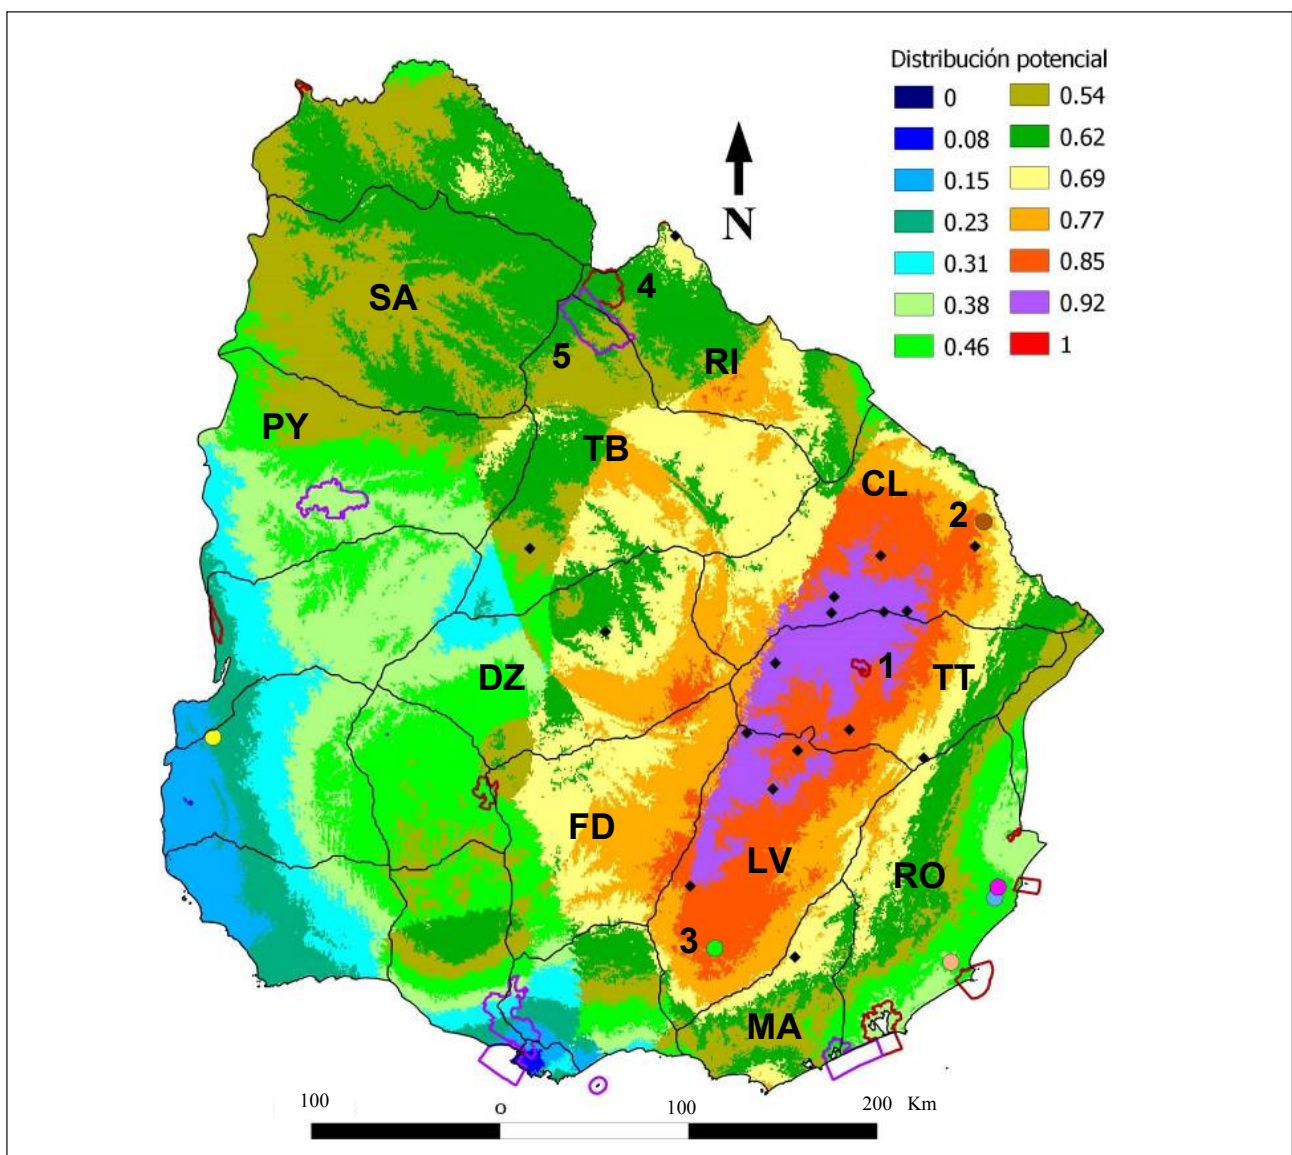 Distribución potencial
0 0.54
0.08 0.62
0.15 0.69
0.23 0.77
0.31 0.85
0.38 0.92
0.46 1
N
SA
4
5
RI
PY
TB
CL
2
1
DZ
TT
FD
LV
RO
3
MA
100 0 100 200 Km